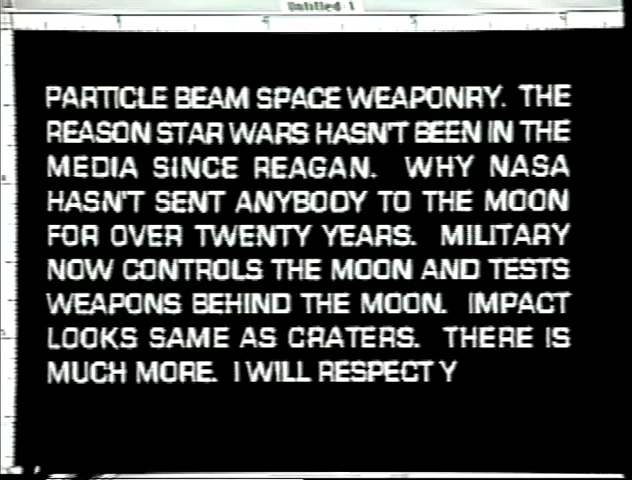 Untitled-1
PARTICLE BEAM SPACE WEAPONRY. THE
REASON STAR WARS HASN'T BEEN IN THE
MEDIA SINCE REAGAN. WHY NASA
HASN'T SENT ANYBODY TO THE MOON
FOR OVER TWENTY YEARS. MILITARY
NOW CONTROLS THE MOON AND TESTS
WEAPONS BEHIND THE MOON. IMPACT
LOOKS SAME AS CRATERS. THERE IS
MUCH MORE. I WILL RESPECT Y